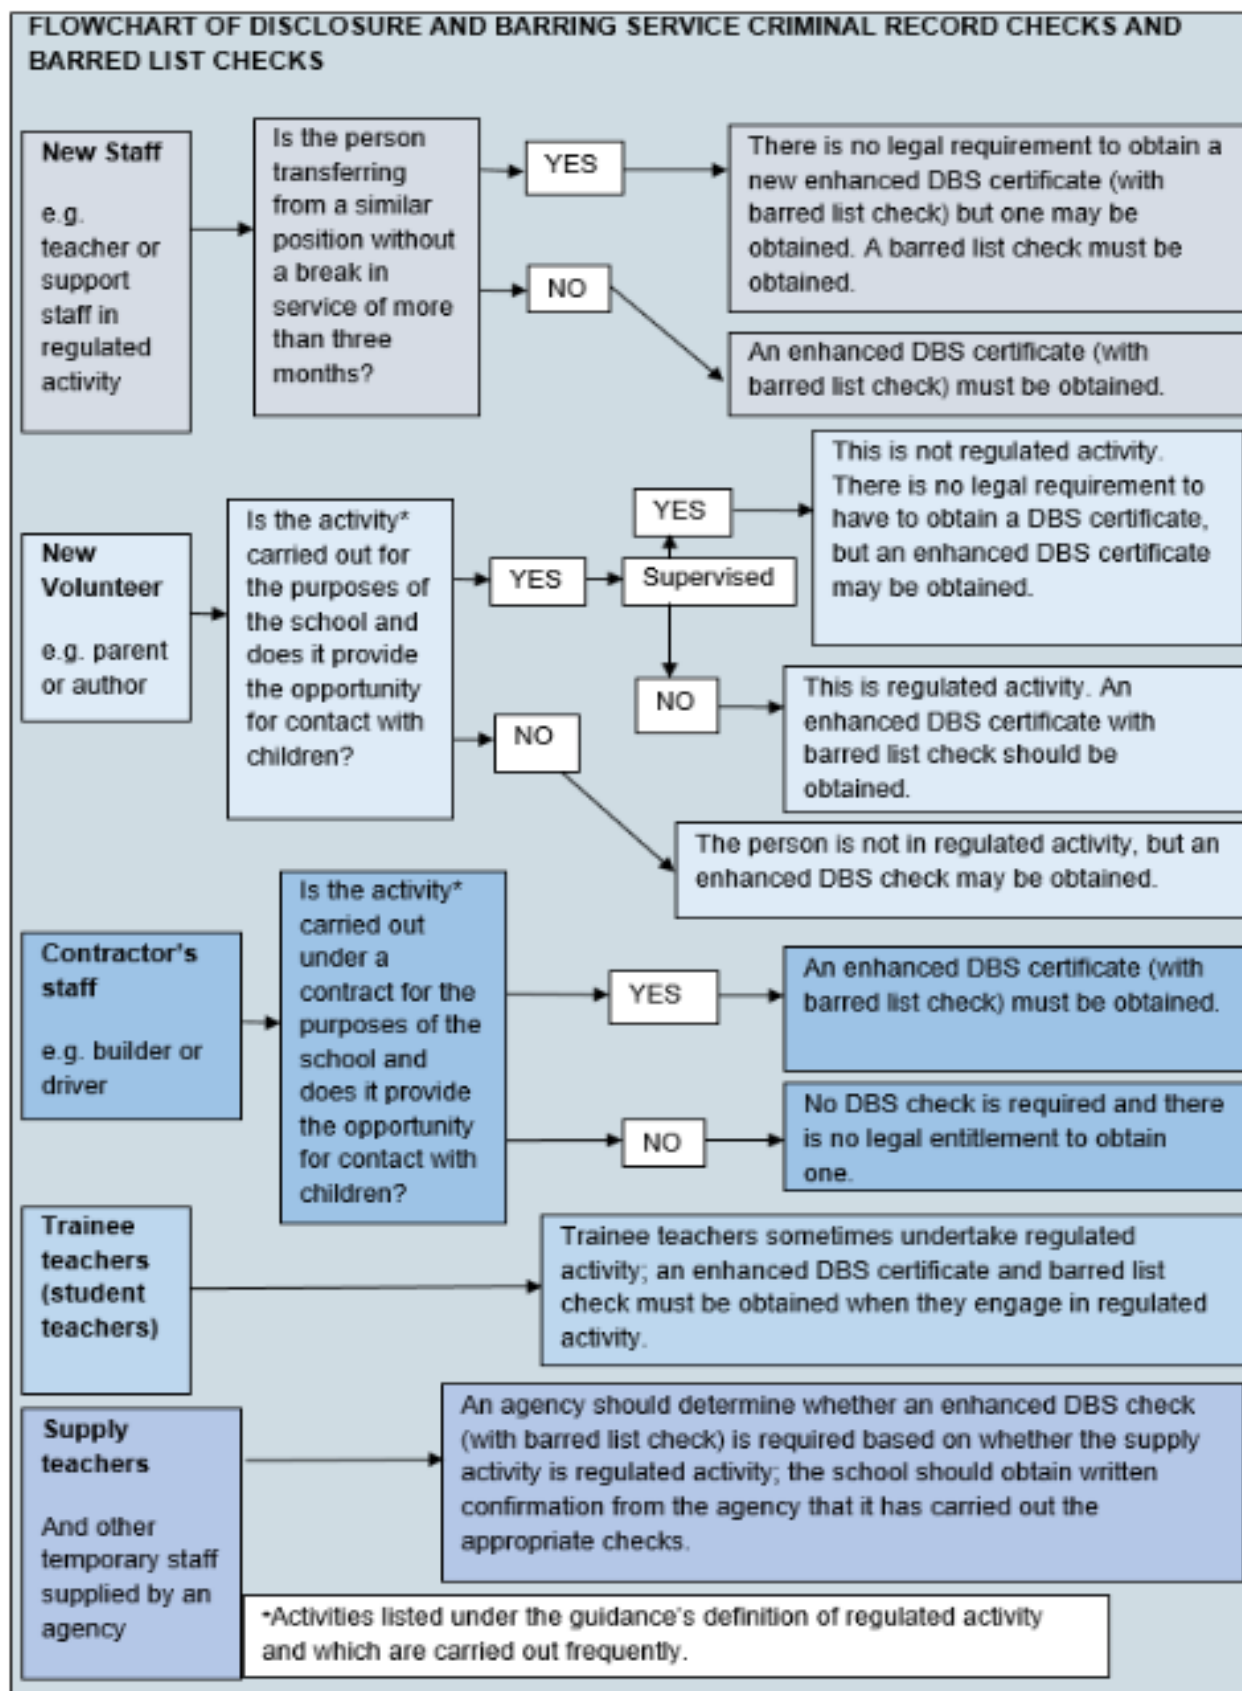 FLOWCHART OF DISCLOSURE AND BARRING SERVICE CRIMINAL RECORD CHECKS AND
BARRED LIST CHECKS
New Staff
e.g.
teacher or
support
staff in
regulated
activity
Is the person
transferring
from a similar
position without
a break in
service of more
than three
months?
YES
There is no legal requirement to obtain a
new enhanced DBS certificate (with
barred list check) but one may be
obtained. A barred list check must be
obtained.
NO
An enhanced DBS certificate (with
barred list check) must be obtained.
New
Volunteer
e.g. parent
or author
Is the activity*
carried out for
the purposes of
the school and
does it provide
the opportunity
for contact with
children?
YES
Supervised
YES
This is not regulated activity.
There is no legal requirement to
have to obtain a DBS certificate,
but an enhanced DBS certificate
may be obtained.
NO
This is regulated activity. An
enhanced DBS certificate with
barred list check should be
obtained.
NO
The person is not in regulated activity, but an
enhanced DBS check may be obtained.
Contractor's
staff
e.g. builder or
driver
Is the activity*
carried out
under a
contract for the
purposes of the
school and
does it provide
the opportunity
for contact with
children?
YES
An enhanced DBS certificate (with
barred list check) must be obtained.
NO
No DBS check is required and there
is no legal entitlement to obtain
one.
Trainee
teachers
(student
teachers)
Trainee teachers sometimes undertake regulated
activity; an enhanced DBS certificate and barred list
check must be obtained when they engage in regulated
activity.
Supply
teachers
And other
temporary staff
supplied by an
agency
An agency should determine whether an enhanced DBS check
(with barred list check) is required based on whether the supply
activity is regulated activity; the school should obtain written
confirmation from the agency that it has carried out the
appropriate checks.
*Activities listed under the guidance's definition of regulated activity
and which are carried out frequently.